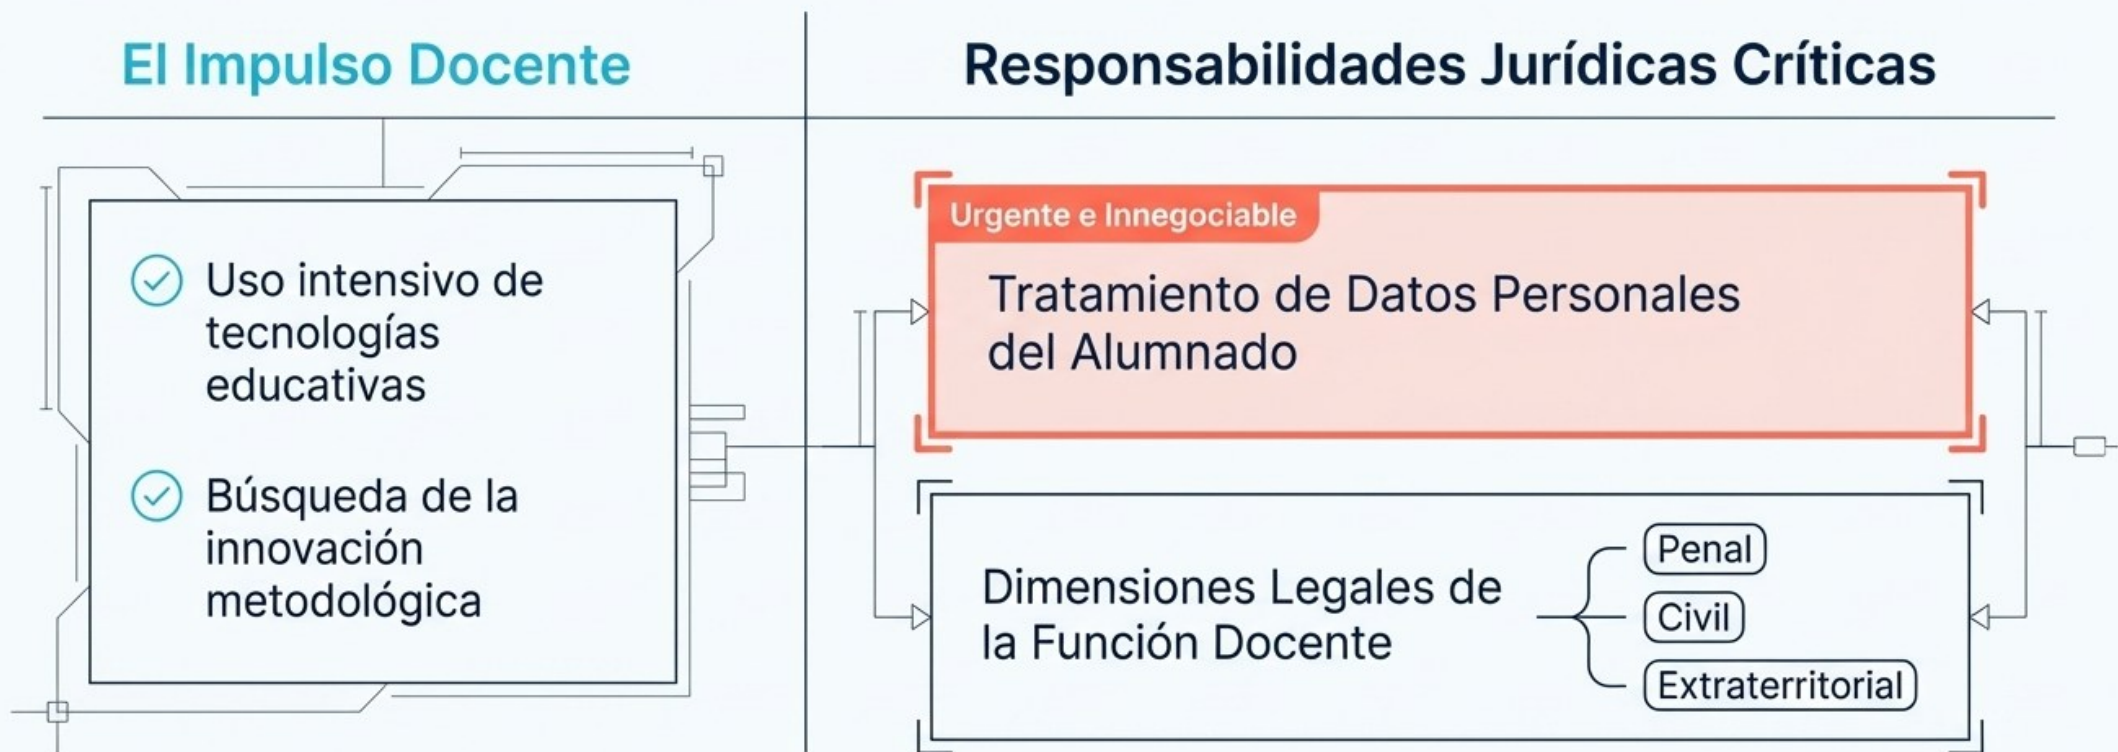 El Impulso Docente
Responsabilidades Jurídicas Críticas
Uso intensivo de
tecnologías
educativas
Búsqueda de la
innovación
metodológica
Urgente e Innegociable
Tratamiento de Datos Personales
del Alumnado
Dimensiones Legales de
la Función Docente
Penal
Civil
Extraterritorial